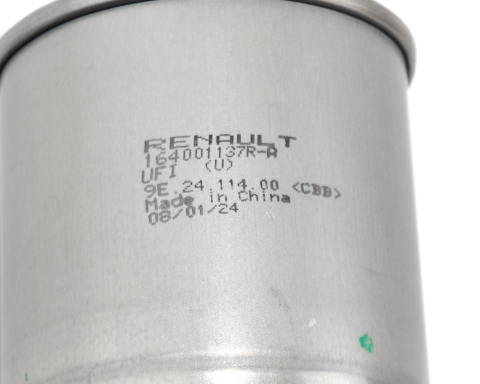 RENAULT
164001137R-A
UFI (U)
9E.24.114.00 <CBB>
Made in China
08/01/24